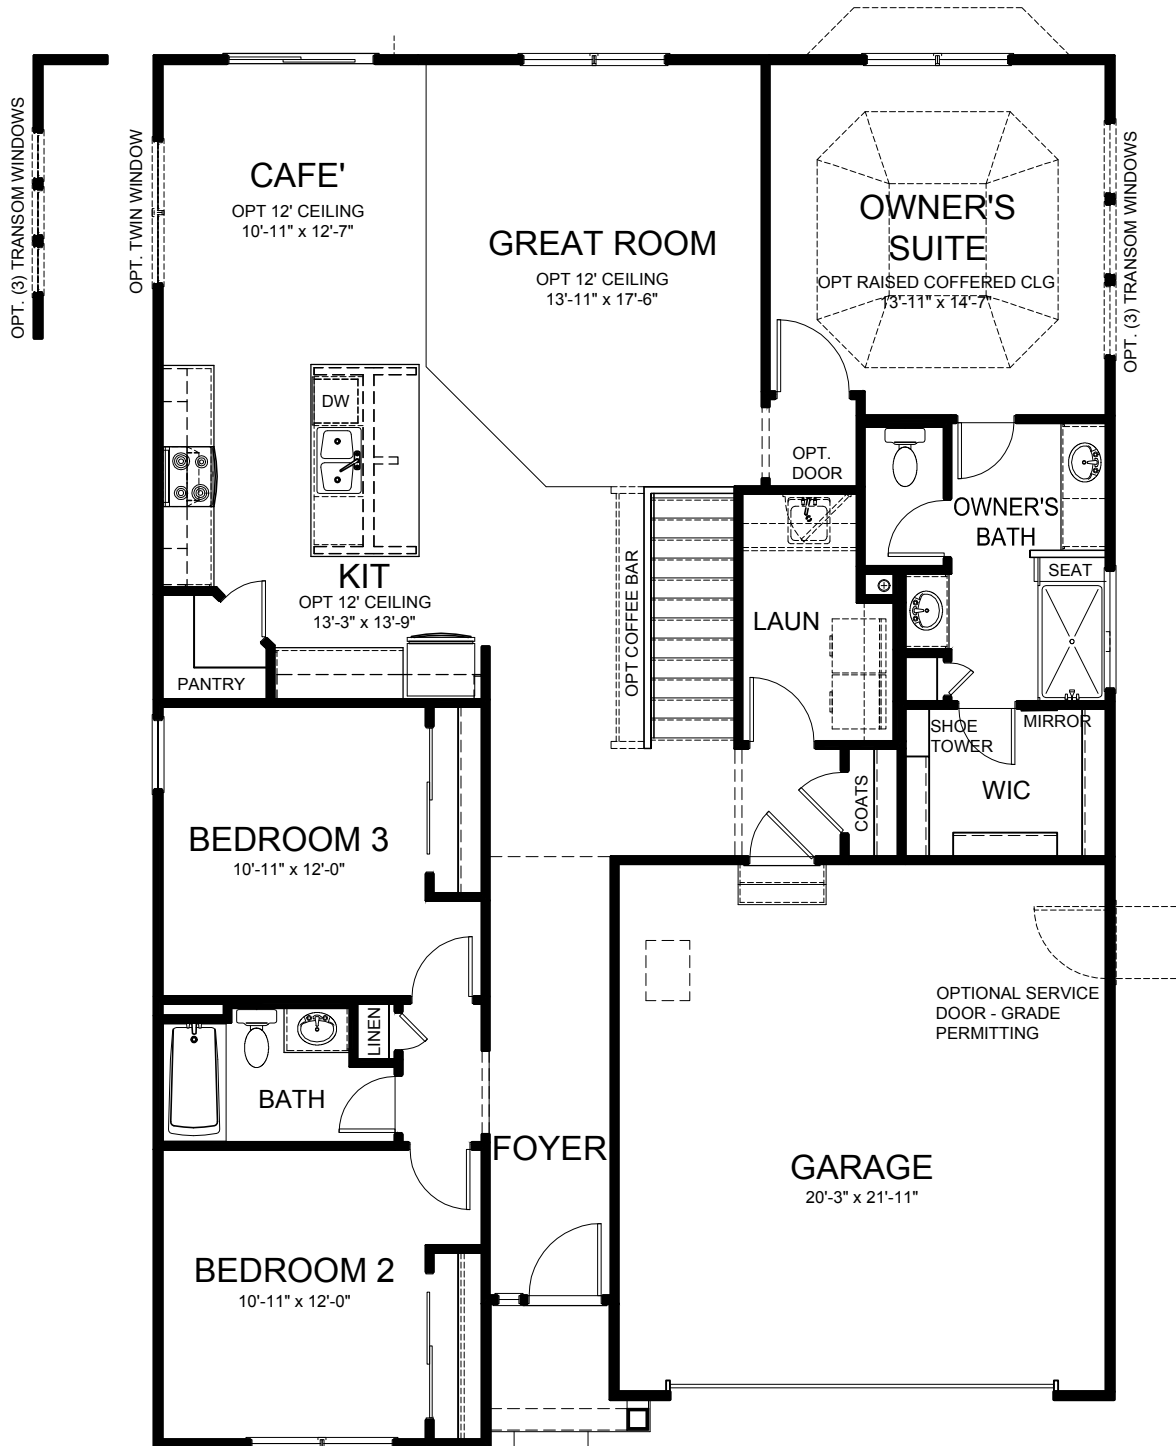 OPT. (3) TRANSOM WINDOWS
OPT. TWIN WINDOW
CAFE'
OPT 12' CEILING
10'-11" x 12'-7"
GREAT ROOM
OPT 12' CEILING
13'-11" x 17'-6"
OWNER'S
SUITE
OPT RAISED COFFERED CLG
13'-11" x 14'-7"
OPT. (3) TRANSOM WINDOWS
DW
OPT.
DOOR
OWNER'S
BATH
KIT
OPT 12' CEILING
13'-3" x 13'-9"
OPT COFFEE BAR
SEAT
LAUN
PANTRY
SHOE
TOWER
MIRROR
WIC
COATS
BEDROOM 3
10'-11" x 12'-0"
OPTIONAL SERVICE
DOOR - GRADE
PERMITTING
LINEN
BATH
FOYER
GARAGE
20'-3" x 21'-11"
BEDROOM 2
10'-11" x 12'-0"